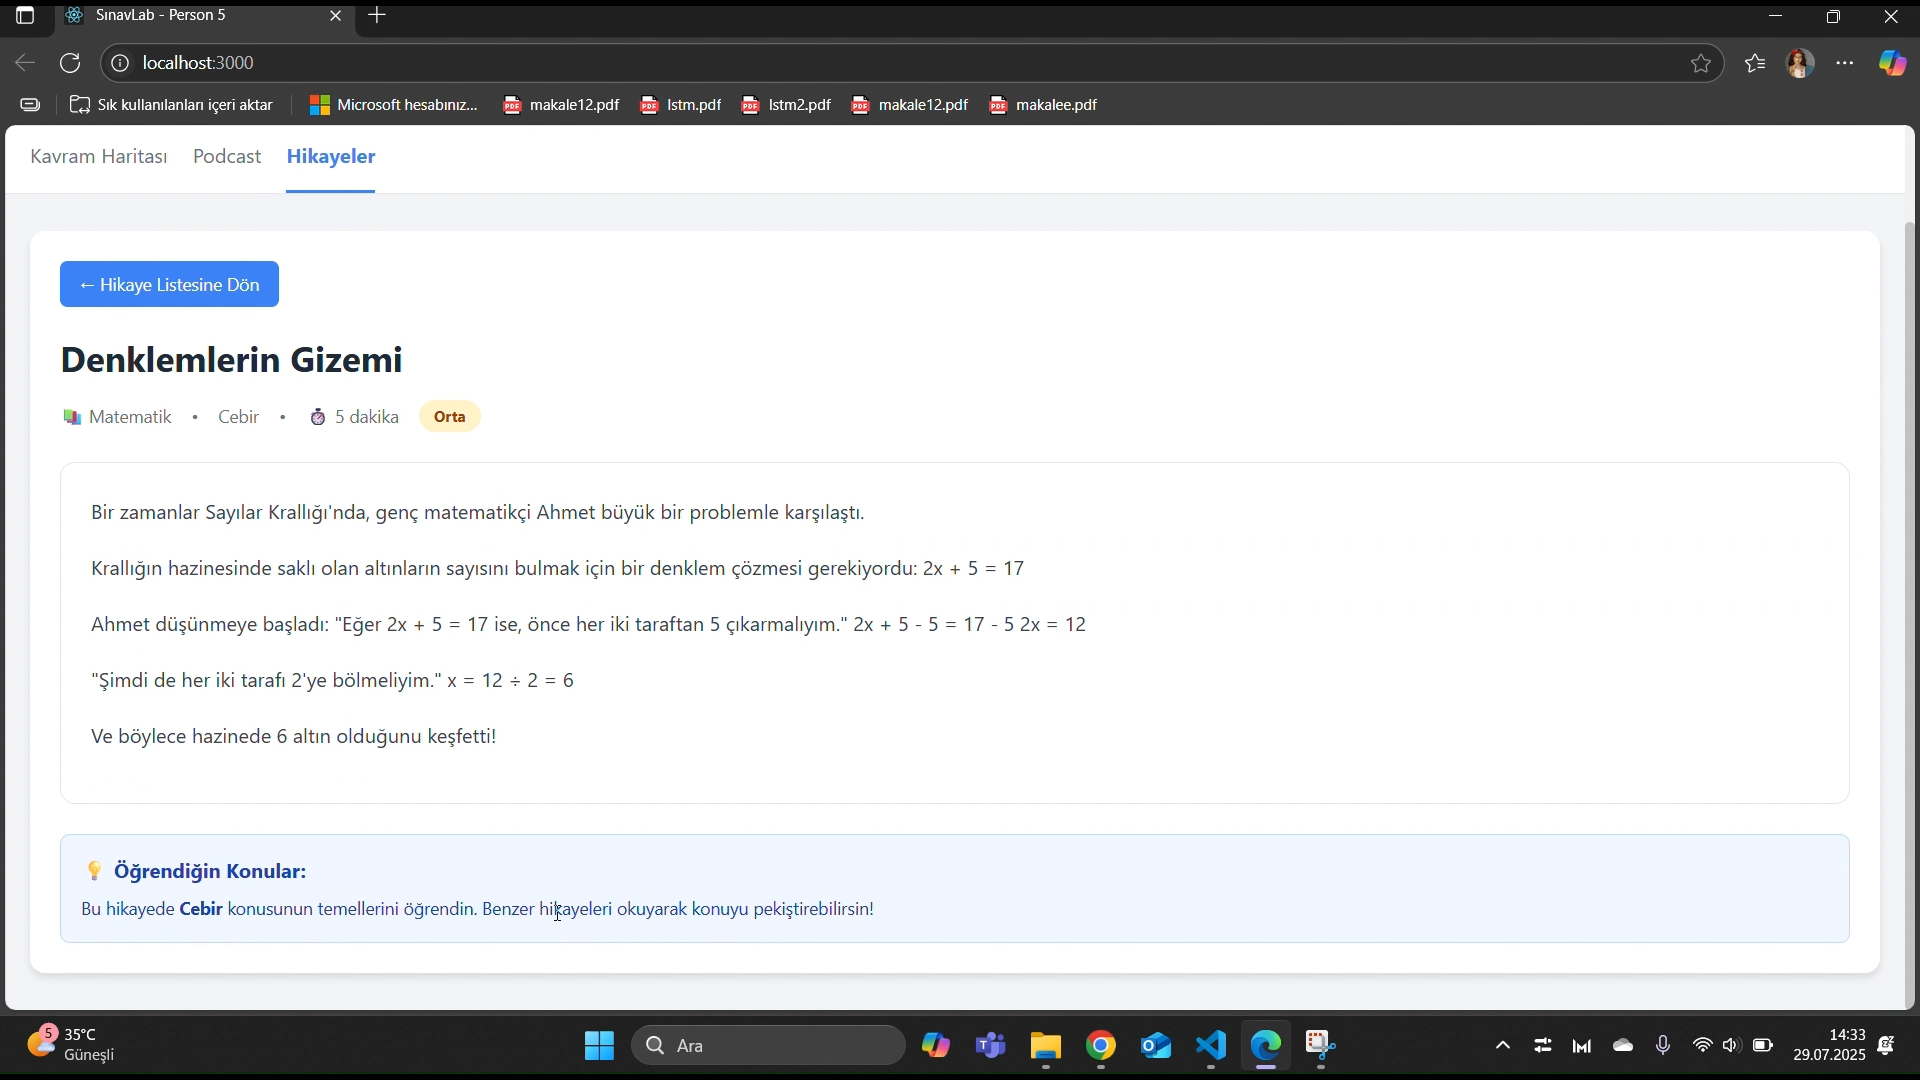 SınavLab - Person 5
localhost:3000
Sık kullanılanları içeri aktar
Microsoft hesabınız...
PDF makale12.pdf
PDF lstm.pdf
PDF lstm2.pdf
PDF makale12.pdf
PDF makalee.pdf
Kavram Haritası Podcast Hikayeler
← Hikaye Listesine Dön
Denklemlerin Gizemi
Matematik • Cebir • 5 dakika Orta
Bir zamanlar Sayılar Krallığı'nda, genç matematikçi Ahmet büyük bir problemle karşılaştı.
Krallığın hazinesinde saklı olan altınların sayısını bulmak için bir denklem çözmesi gerekiyordu: 2x + 5 = 17
Ahmet düşünmeye başladı: "Eğer 2x + 5 = 17 ise, önce her iki taraftan 5 çıkarmalıyım." 2x + 5 - 5 = 17 - 5 2x = 12
"Şimdi de her iki tarafı 2'ye bölmeliyim." x = 12 ÷ 2 = 6
Ve böylece hazinede 6 altın olduğunu keşfetti!
Öğrendiğin Konular:
Bu hikayede Cebir konusunun temellerini öğrendin. Benzer hikayeleri okuyarak konuyu pekiştirebilirsin!
5
35°C
Güneşli
Ara
14:33
29.07.2025